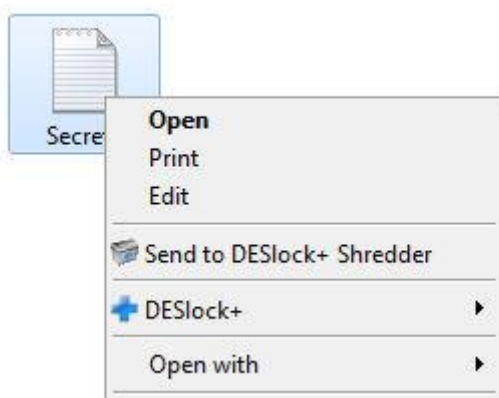 Secre
Open
Print
Edit
Send to DESlock+ Shredder
DESlock+
Open with